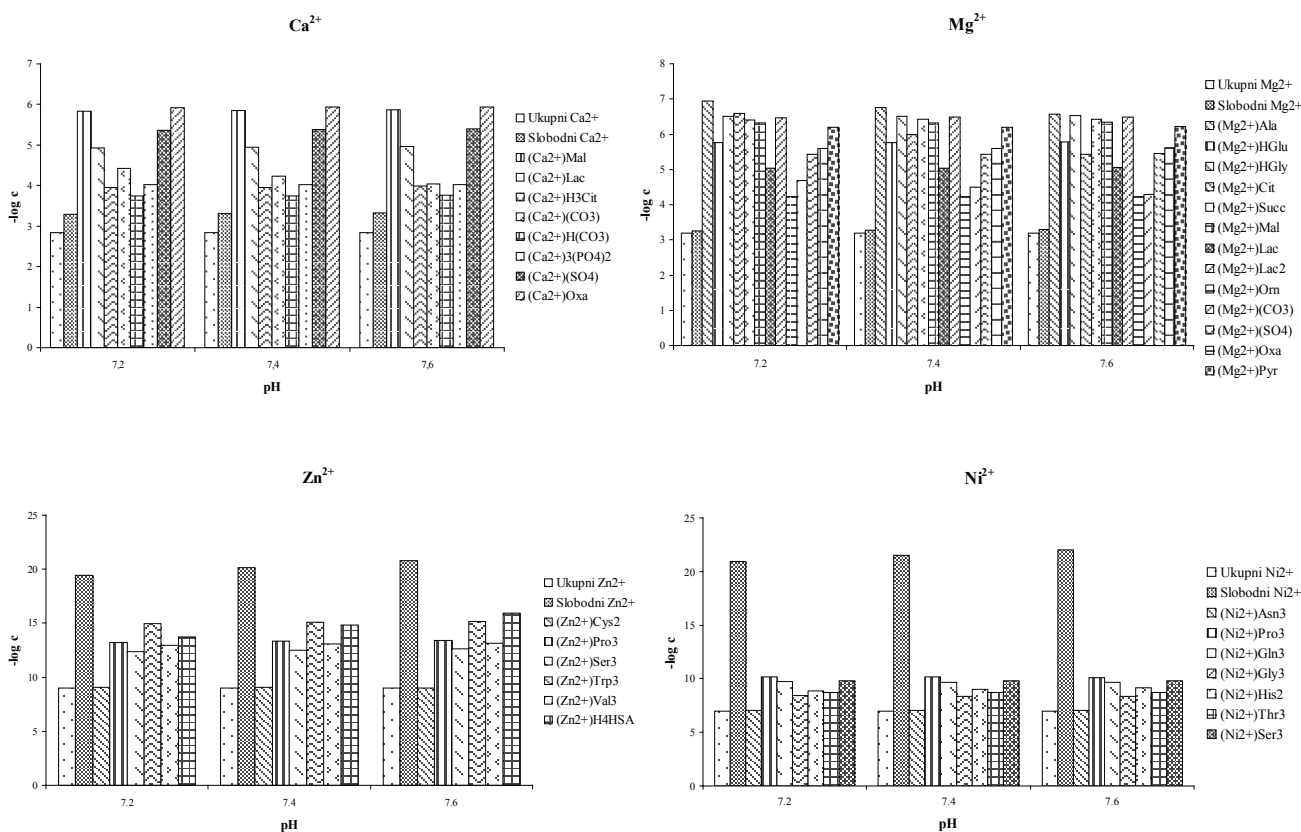 Ca2+
7
6
5
4
3
2
1
0
-log c
7,2
7,4
7,6
pH
Ukupni Ca2+
Slobodni Ca2+
(Ca2+)Mal
(Ca2+)Lac
(Ca2+)H3Cit
(Ca2+)(CO3)
(Ca2+)H(CO3)
(Ca2+)3(PO4)2
(Ca2+)(SO4)
(Ca2+)Oxa
Mg2+
8
7
6
5
4
3
2
1
0
-log c
7.2
7.4
7.6
pH
Ukupni Mg2+
Slobodni Mg2+
(Mg2+)Ala
(Mg2+)HGlu
(Mg2+)HGly
(Mg2+)Cit
(Mg2+)Succ
(Mg2+)Mal
(Mg2+)Lac
(Mg2+)Lac2
(Mg2+)Orn
(Mg2+)(CO3)
(Mg2+)(SO4)
(Mg2+)Oxa
(Mg2+)Pyr
Zn2+
25
20
15
10
5
0
-log c
7.2
7.4
7.6
pH
Ukupni Zn2+
Slobodni Zn2+
(Zn2+)Cys2
(Zn2+)Pro3
(Zn2+)Ser3
(Zn2+)Trp3
(Zn2+)Val3
(Zn2+)H4HSA
Ni2+
25
20
15
10
5
0
-log c
7.2
7.4
7.6
pH
Ukupni Ni2+
Slobodni Ni2+
(Ni2+)Asn3
(Ni2+)Pro3
(Ni2+)Gln3
(Ni2+)Gly3
(Ni2+)His2
(Ni2+)Thr3
(Ni2+)Ser3